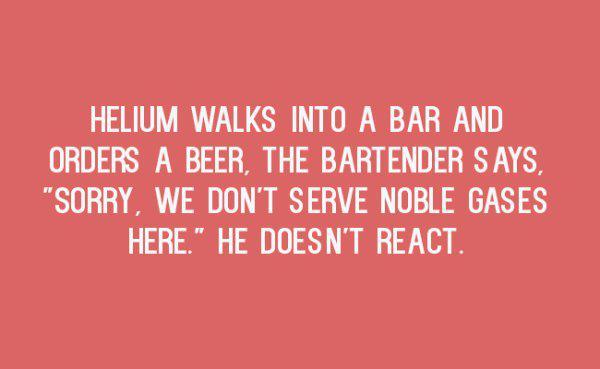 HELIUM WALKS INTO A BAR AND
ORDERS A BEER, THE BARTENDER SAYS,
"SORRY, WE DON'T SERVE NOBLE GASES
HERE." HE DOESN'T REACT.